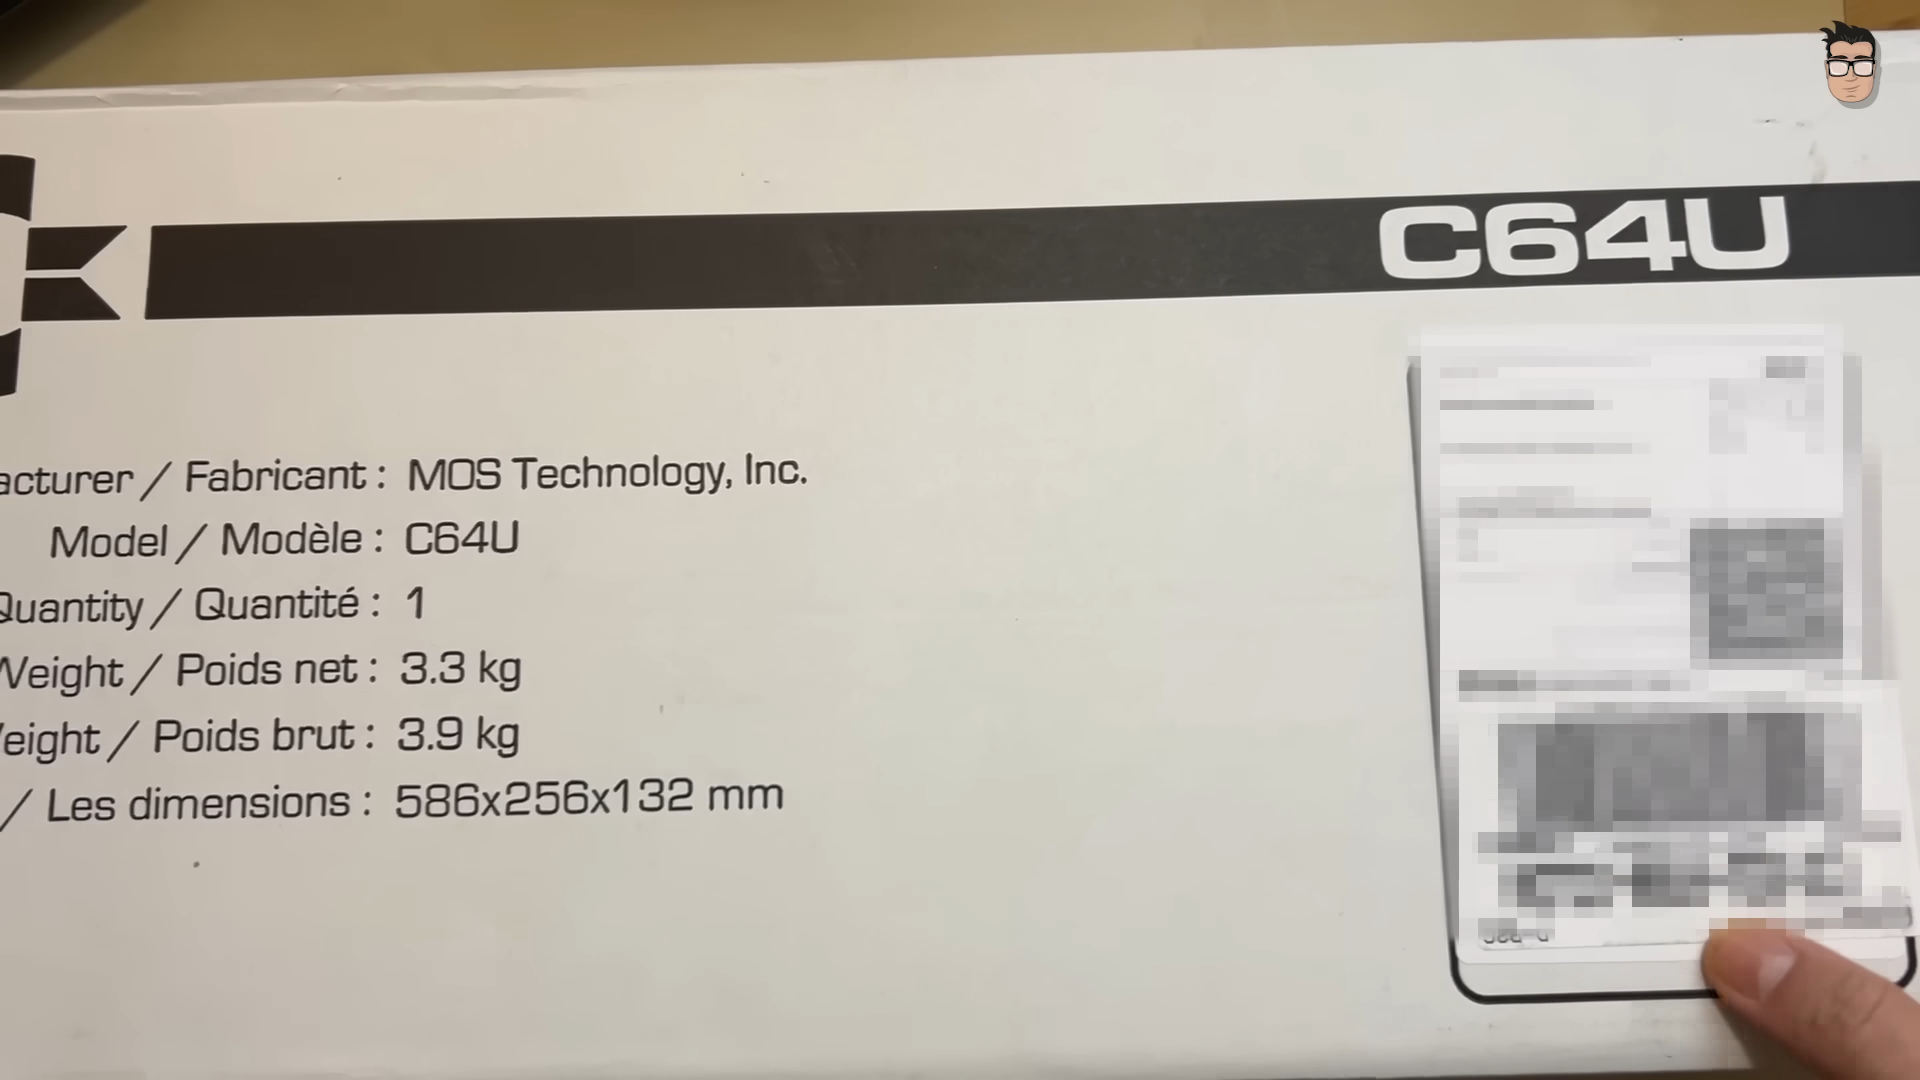 C64U
acturer / Fabricant : MOS Technology, Inc.
Model / Modèle : C64U
Quantity / Quantité : 1
Weight / Poids net : 3.3 kg
eight / Poids brut : 3.9 kg
/ Les dimensions : 586x256x132 mm